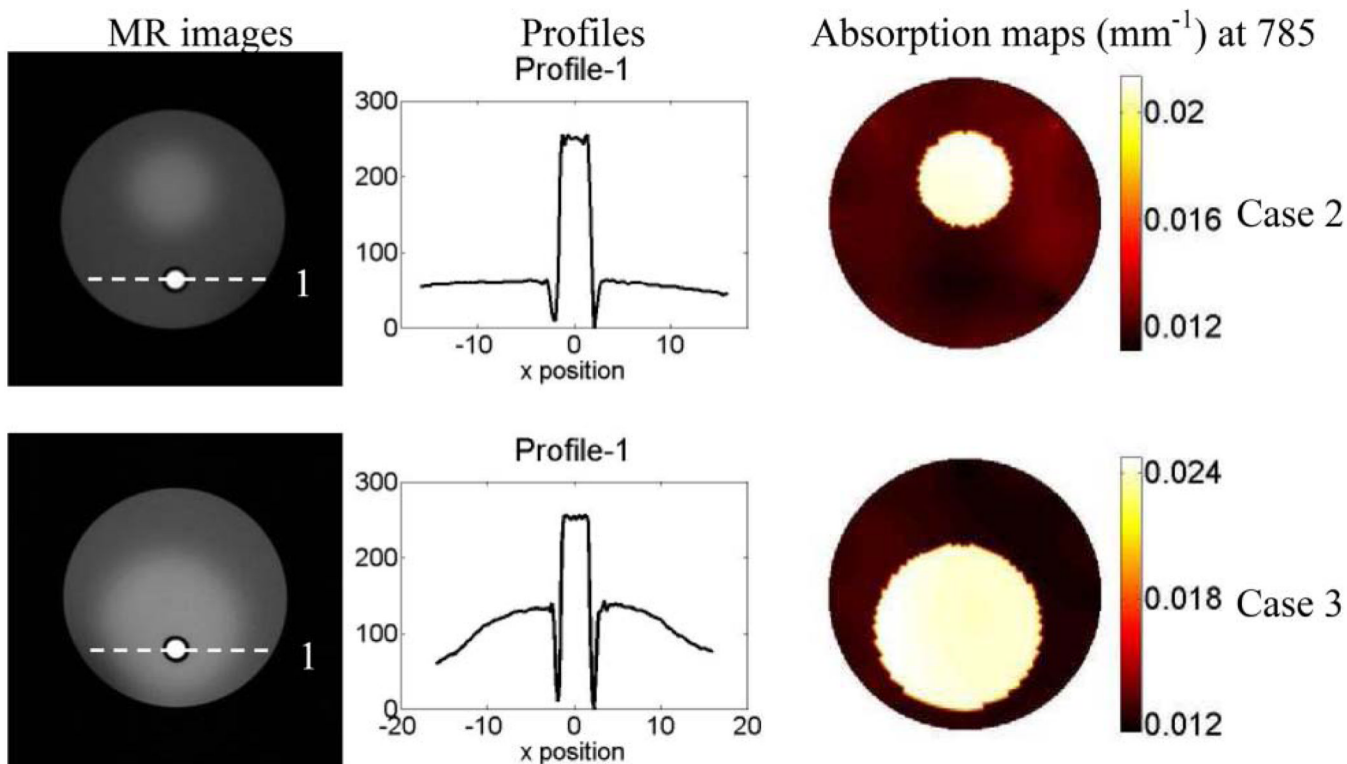 MR images Profiles Absorption maps (mm⁻¹) at 785
Profile-1
300
200
100
0
-10 0 10
x position
1
0.02
0.016
0.012
Case 2
Profile-1
300
200
100
0
-20 -10 0 10 20
x position
1
0.024
0.018
0.012
Case 3